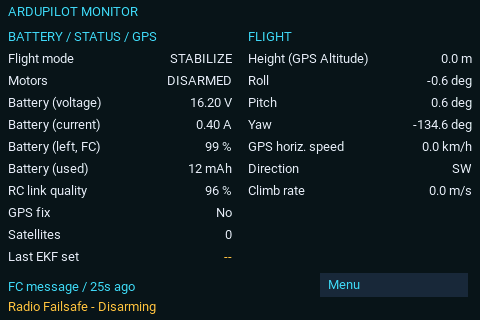 ARDUPILOT MONITOR
BATTERY / STATUS / GPS
Flight mode STABILIZE
Motors DISARMED
Battery (voltage) 16.20 V
Battery (current) 0.40 A
Battery (left, FC) 99 %
Battery (used) 12 mAh
RC link quality 96 %
GPS fix No
Satellites 0
Last EKF set --
FLIGHT
Height (GPS Altitude) 0.0 m
Roll -0.6 deg
Pitch 0.6 deg
Yaw -134.6 deg
GPS horiz. speed 0.0 km/h
Direction SW
Climb rate 0.0 m/s
FC message / 25s ago
Radio Failsafe - Disarming
Menu